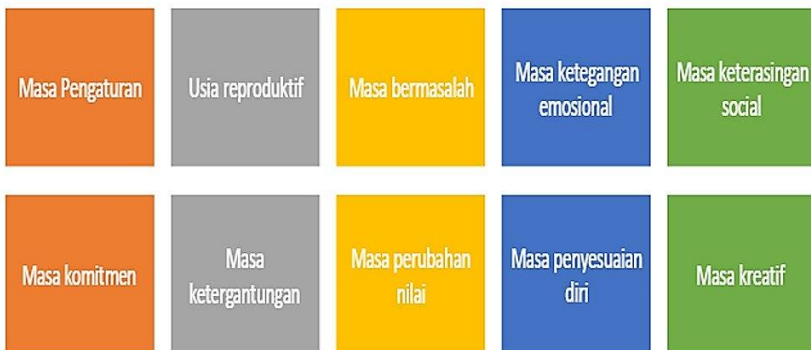 Masa Pengaturan
Usia reproduktif
Masa bermasalah
Masa ketegangan
emosional
Masa keterasingan
social
Masa komitmen
Masa
ketergantungan
Masa perubahan
nilai
Masa penyesuaian
diri
Masa kreatif